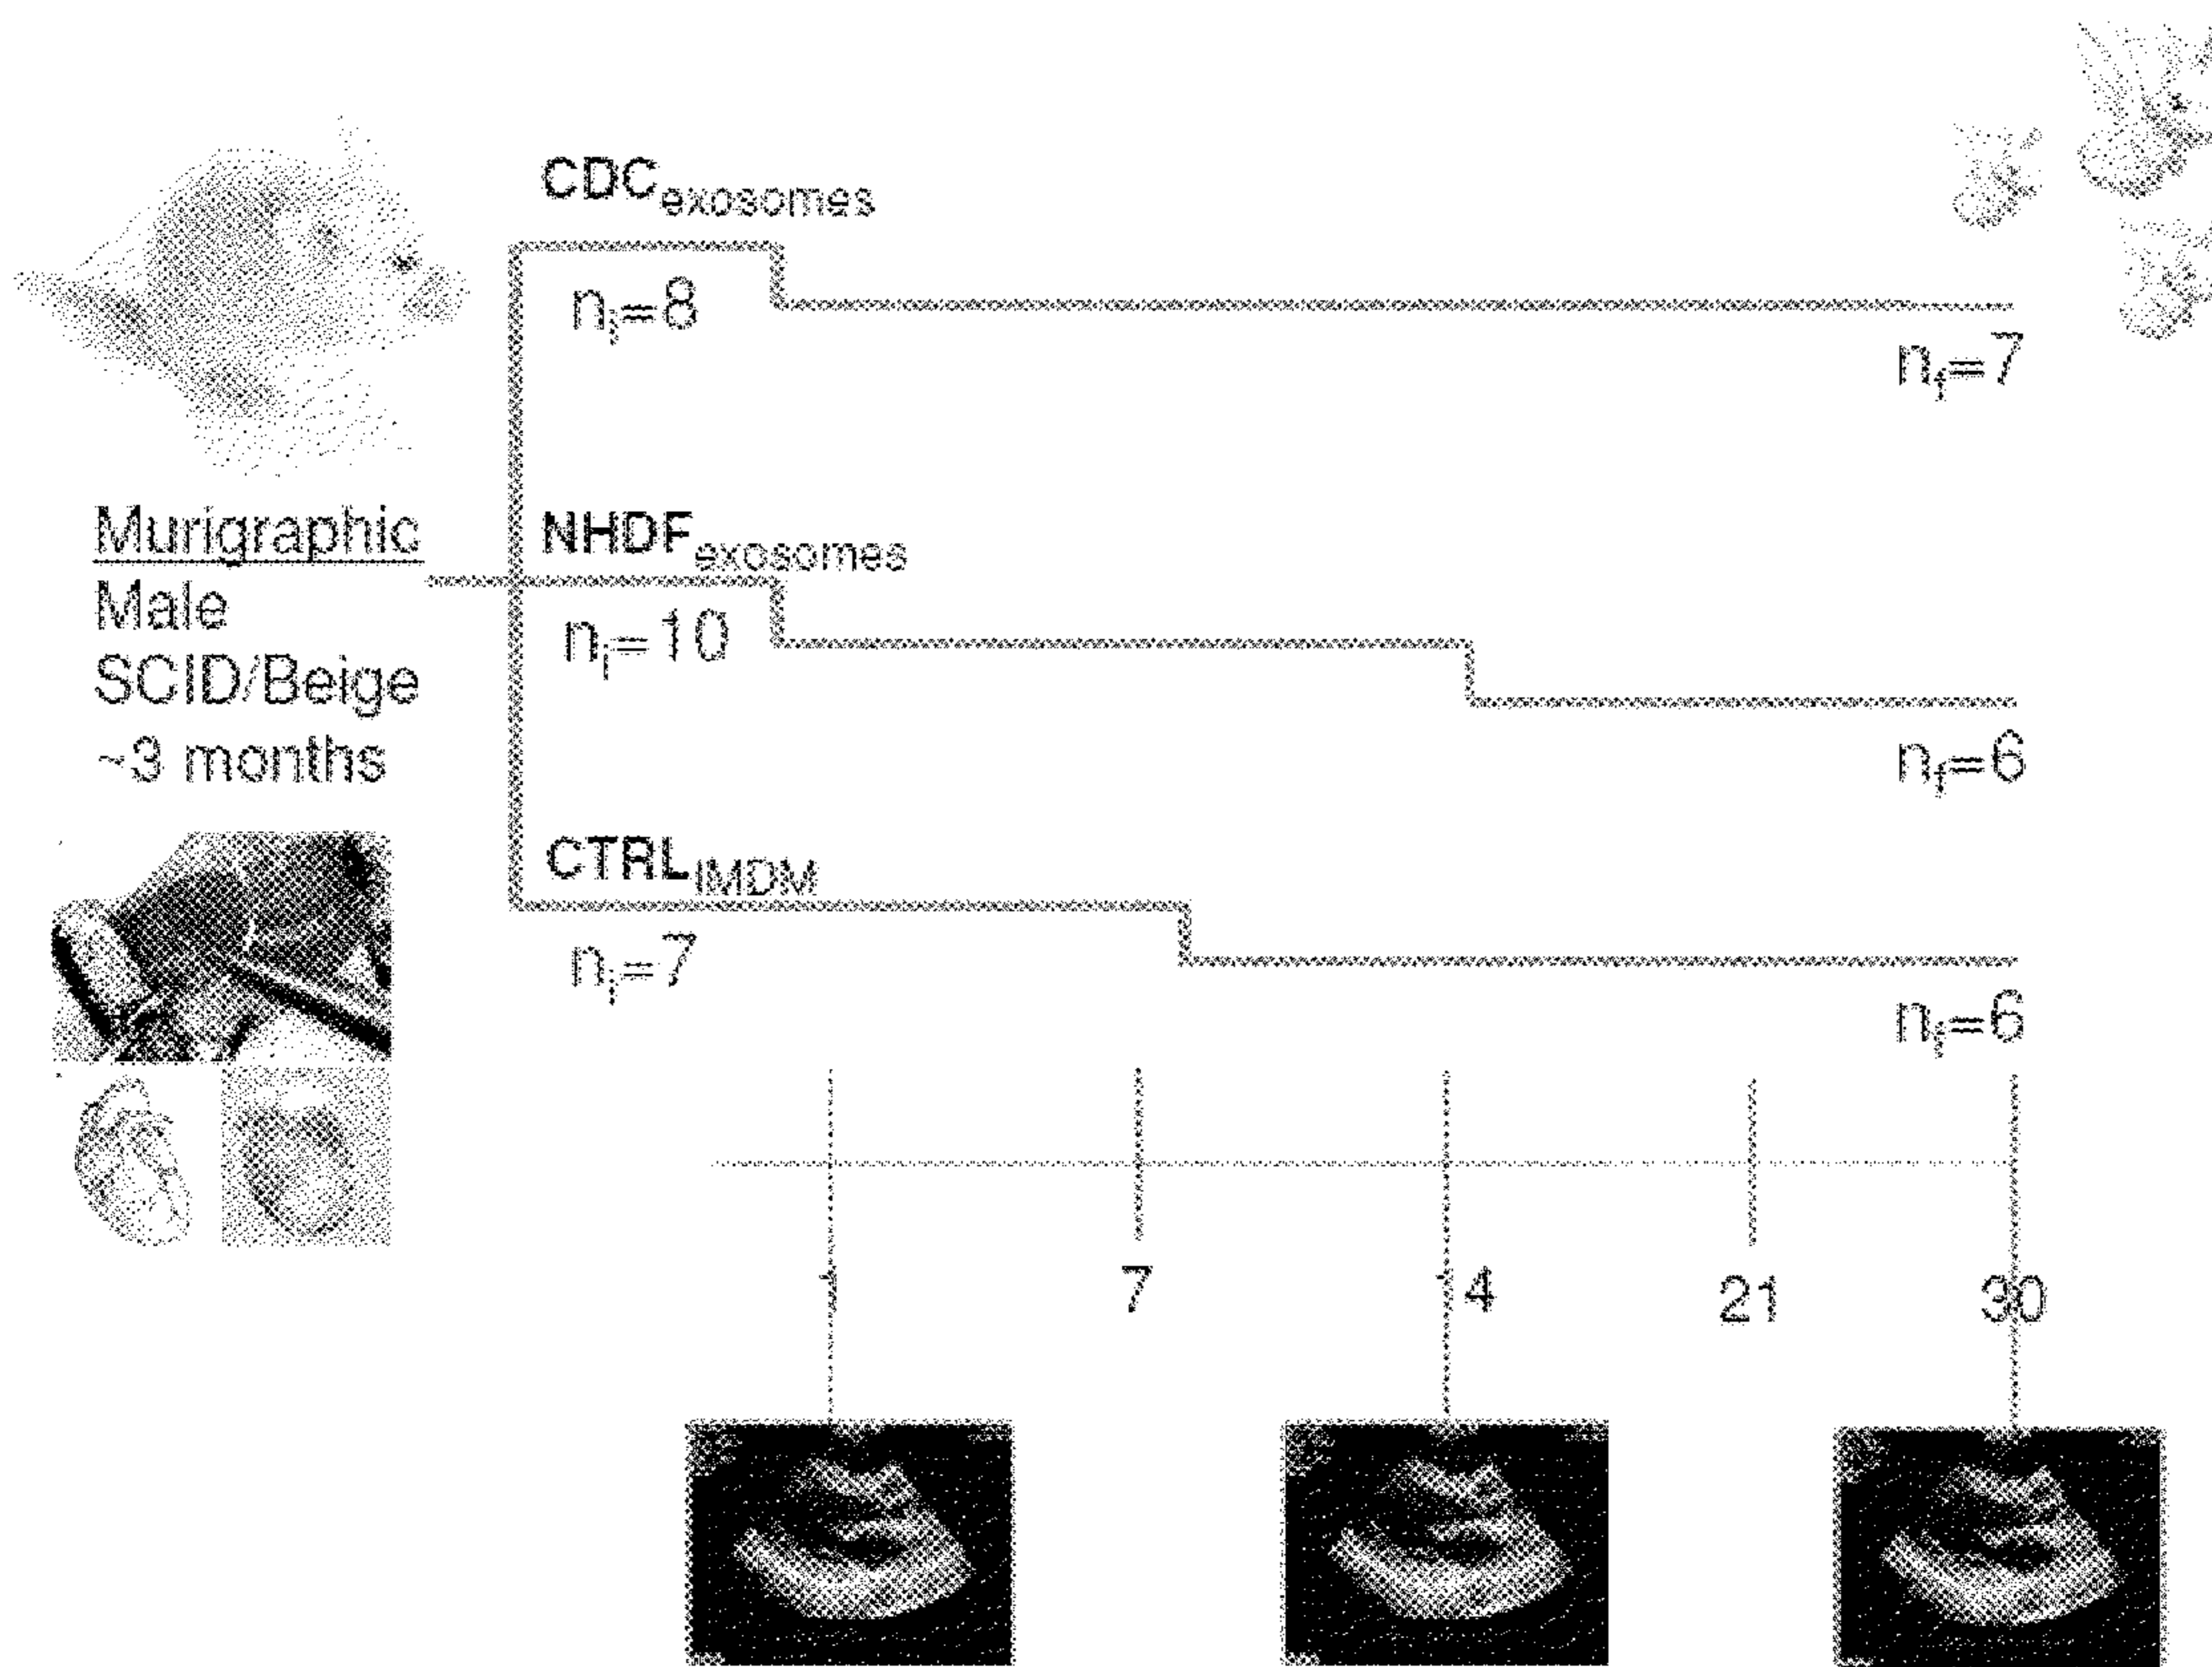 CDCexosomes
ni=8
nf=7
Murigraphic
Male
SCID/Beige
~3 months
NHDFexosomes
ni=10
nf=6
CTRLIMDM
ni=7
nf=6
1
7
14
21
30